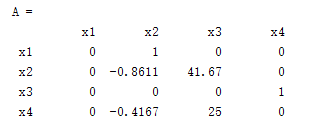 A =
x1 x2 x3 x4
x1 0 1 0 0
x2 0 -0.8611 41.67 0
x3 0 0 0 1
x4 0 -0.4167 25 0